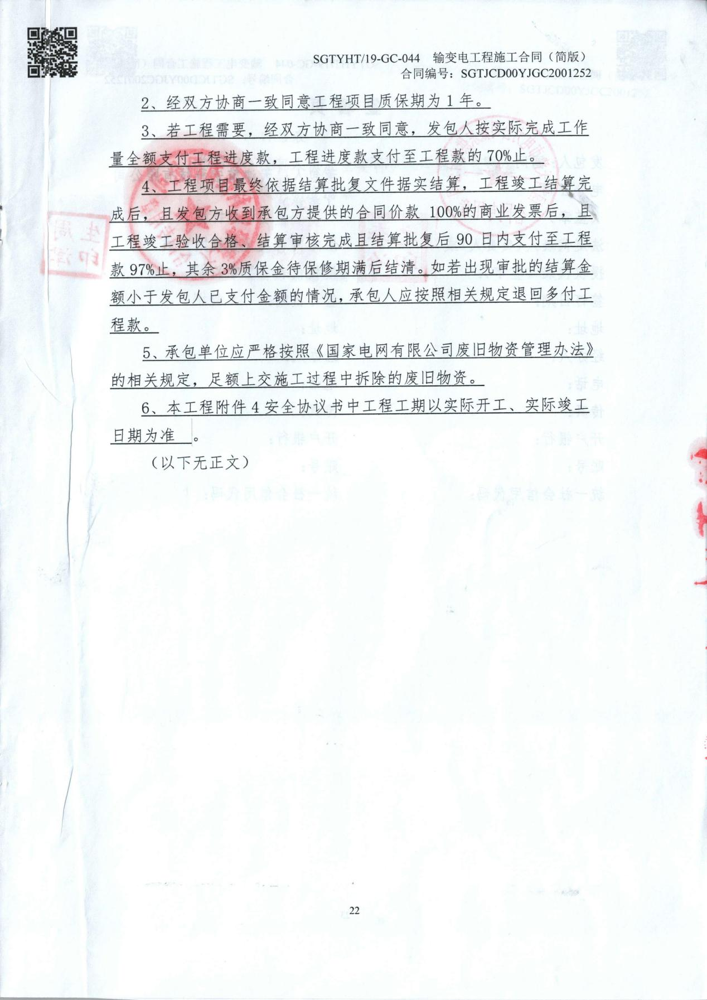 SGTYHT/19-GC-044 输变电工程施工合同（简版）
合同编号：SGTJCD00YJGC2001252
2、经双方协商一致同意工程项目质保期为1年。
3、若工程需要，经双方协商一致同意，发包人按实际完成工作
量全额支付工程进度款，工程进度款支付至工程款的70%止。
4、工程项目最终依据结算批复文件据实结算，工程竣工结算完
成后，且发包方收到承包方提供的合同价款 100%的商业发票后，且
工程竣工验收合格、结算审核完成且结算批复后90日内支付至工程
款97%止，其余3%质保金待保修期满后结清。如若出现审批的结算金
额小于发包人已支付金额的情况，承包人应按照相关规定退回多付工
程款。
5、承包单位应严格按照《国家电网有限公司废旧物资管理办法》
的相关规定，足额上交施工过程中拆除的废旧物资。
6、本工程附件4安全协议书中工程工期以实际开工、实际竣工
日期为准 。
（以下无正文）
22